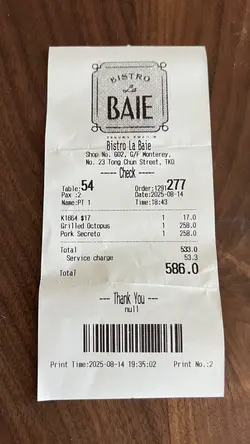 BISTRO
La
BAIE
Bistro La Baie
Shop No. G02, G/F Monterey,
No. 23 Tong Chun Street, TKO
----- Check -----
Table:54 Order:1291277
Pax :2 Date:2025-08-14
Name:PT 1 Time:18:43
K1664 $17 1 17.0
Grilled Octopus 1 258.0
Pork Secreto 1 258.0
Total 533.0
Service charge 53.3
Total 586.0
---- Thank You ----
null
Print Time:2025-08-14 19:35:02 Print No.:2